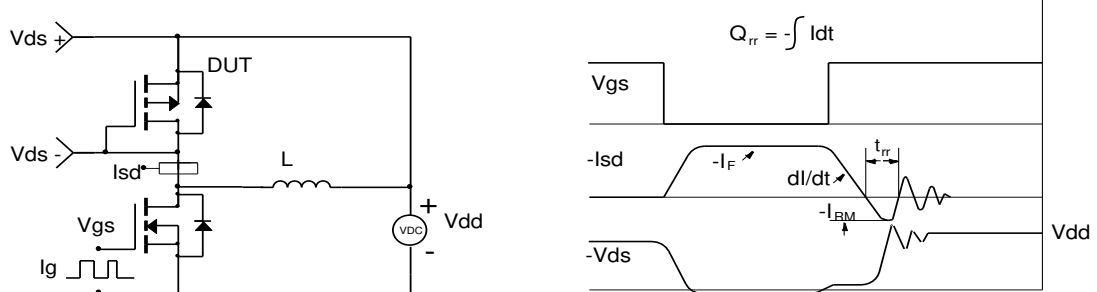 Vds +
DUT
Vds -
Isd
L
Vgs
Ig
+
VDC
-
Vdd
Qrr = -∫ Idt
Vgs
-Isd
-IF
dI/dt
trr
-IRM
-Vds
Vdd